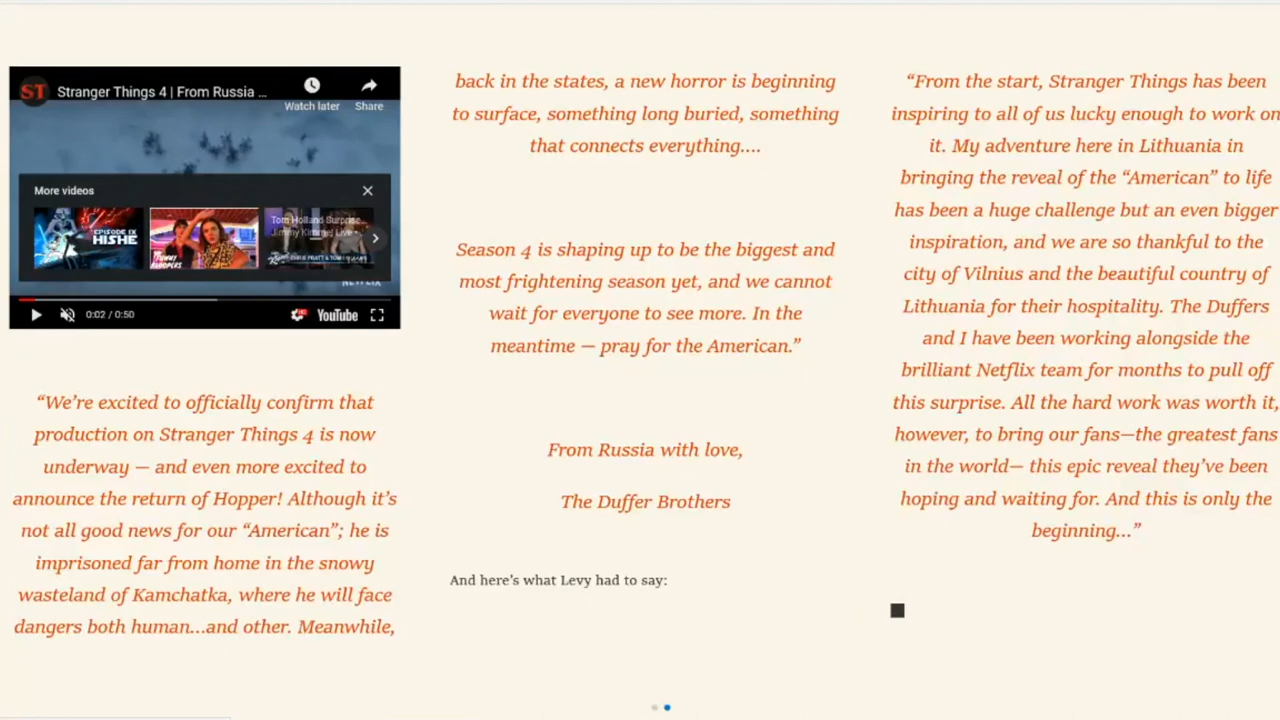 ST
Stranger Things 4 | From Russia ...
Watch later
Share
More videos
EPISODE IX
HISHE
Tom Holland Surprise...
Jimmy Kimmel Live
0:02 / 0:50
YouTube
“We’re excited to officially confirm that
production on Stranger Things 4 is now
underway — and even more excited to
announce the return of Hopper! Although it’s
not all good news for our “American”; he is
imprisoned far from home in the snowy
wasteland of Kamchatka, where he will face
dangers both human…and other. Meanwhile,
back in the states, a new horror is beginning
to surface, something long buried, something
that connects everything….
Season 4 is shaping up to be the biggest and
most frightening season yet, and we cannot
wait for everyone to see more. In the
meantime — pray for the American.”
From Russia with love,
The Duffer Brothers
And here’s what Levy had to say:
“From the start, Stranger Things has been
inspiring to all of us lucky enough to work on
it. My adventure here in Lithuania in
bringing the reveal of the “American” to life
has been a huge challenge but an even bigger
inspiration, and we are so thankful to the
city of Vilnius and the beautiful country of
Lithuania for their hospitality. The Duffers
and I have been working alongside the
brilliant Netflix team for months to pull off
this surprise. All the hard work was worth it,
however, to bring our fans—the greatest fans
in the world— this epic reveal they’ve been
hoping and waiting for. And this is only the
beginning…”